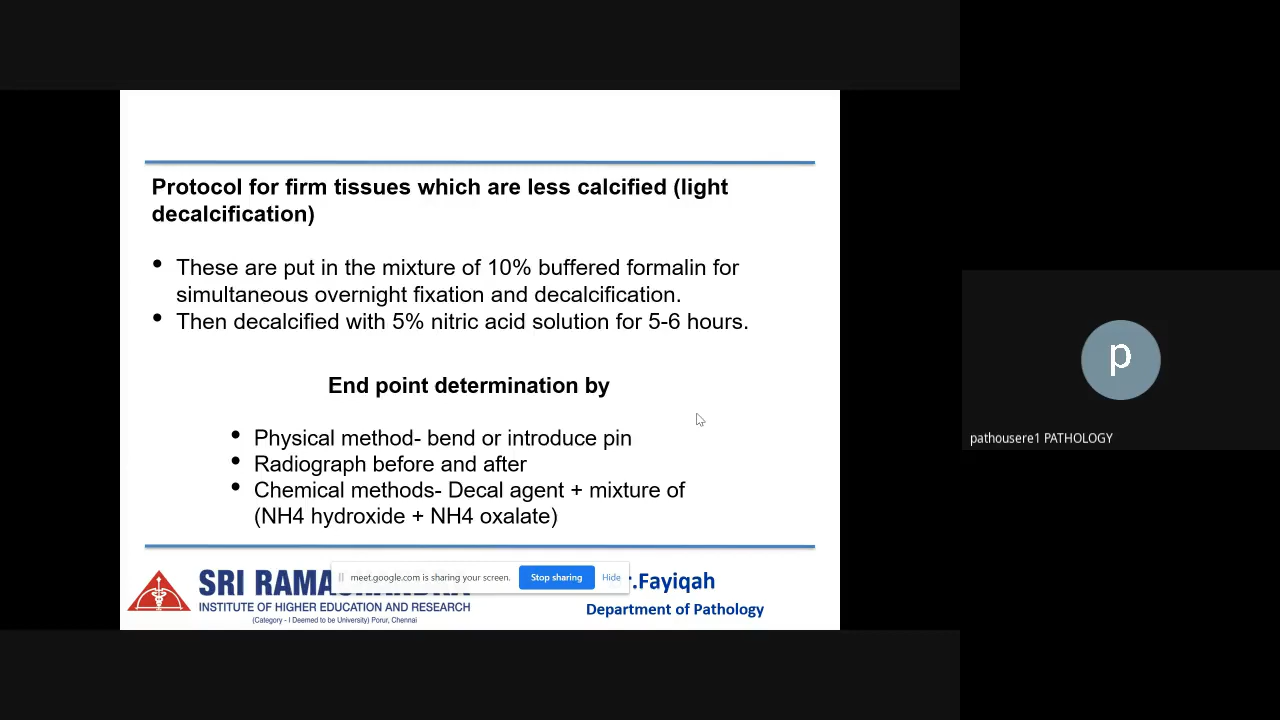 Protocol for firm tissues which are less calcified (light
decalcification)
• These are put in the mixture of 10% buffered formalin for
simultaneous overnight fixation and decalcification.
• Then decalcified with 5% nitric acid solution for 5-6 hours.
End point determination by
• Physical method- bend or introduce pin
• Radiograph before and after
• Chemical methods- Decal agent + mixture of
(NH4 hydroxide + NH4 oxalate)
SRI RAMA
INSTITUTE OF HIGHER EDUCATION AND RESEARCH
(Category - I Deemed to be University) Porur, Chennai
meet.google.com is sharing your screen. Stop sharing Hide
r.Fayiqah
Department of Pathology
p
pathousere1 PATHOLOGY